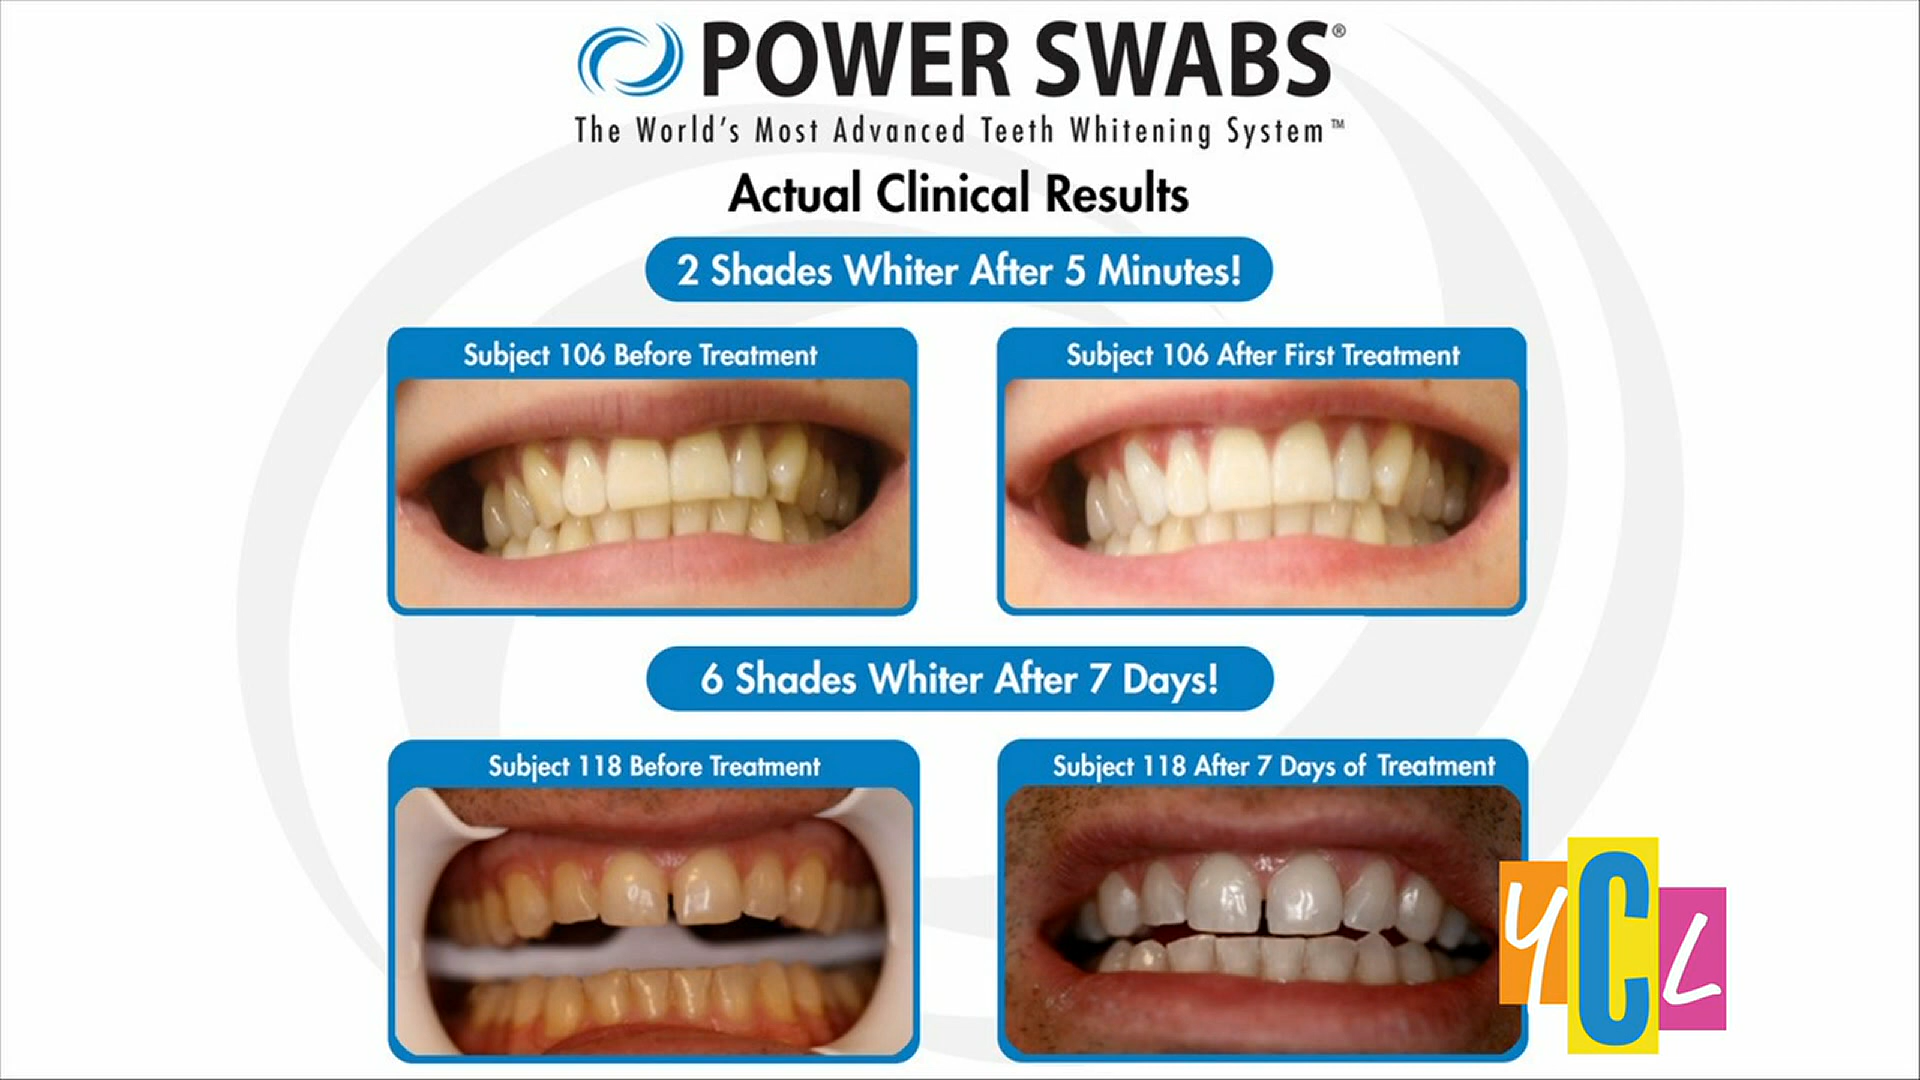 POWER SWABS®
The World's Most Advanced Teeth Whitening System™
Actual Clinical Results
2 Shades Whiter After 5 Minutes!
Subject 106 Before Treatment
Subject 106 After First Treatment
6 Shades Whiter After 7 Days!
Subject 118 Before Treatment
Subject 118 After 7 Days of Treatment
YCL